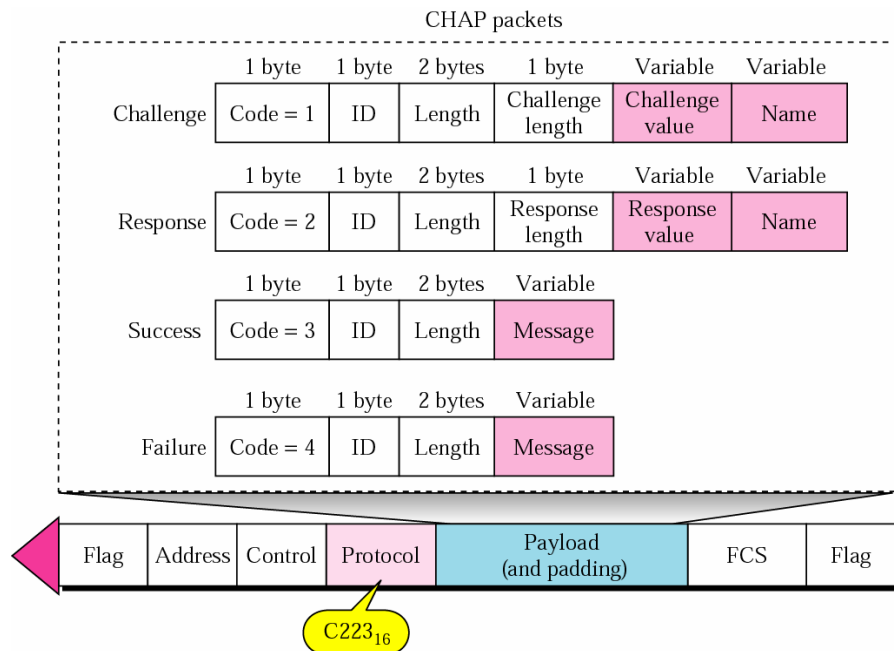 CHAP packets
1 byte 1 byte 2 bytes 1 byte Variable Variable
Challenge Code = 1 ID Length Challenge length Challenge value Name
1 byte 1 byte 2 bytes 1 byte Variable Variable
Response Code = 2 ID Length Response length Response value Name
1 byte 1 byte 2 bytes Variable
Success Code = 3 ID Length Message
1 byte 1 byte 2 bytes Variable
Failure Code = 4 ID Length Message
Flag Address Control Protocol Payload (and padding) FCS Flag
C223₁₆